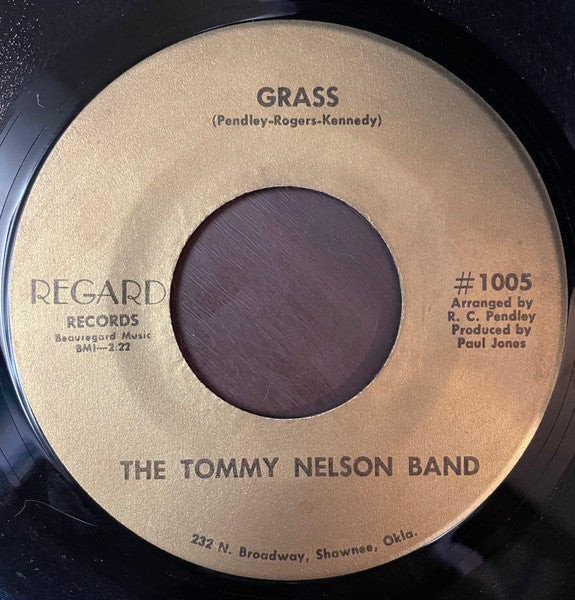 GRASS
(Pendley-Rogers-Kennedy)
REGARD
RECORDS
Beauregard Music
BMI—2:22
#1005
Arranged by
R. C. Pendley
Produced by
Paul Jones
THE TOMMY NELSON BAND
232 N. Broadway, Shawnee, Okla.